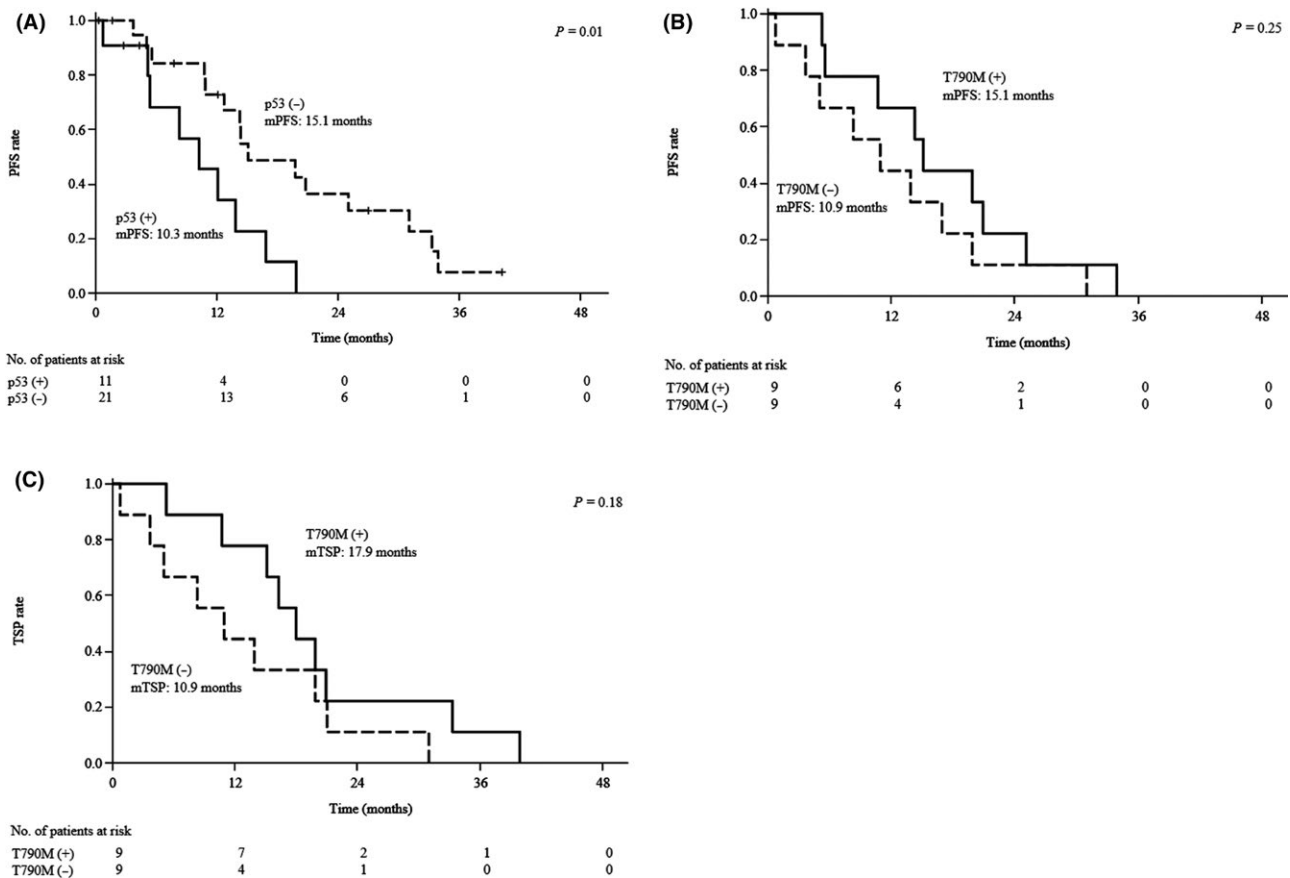 (A)
1.0
0.8
0.6
0.4
0.2
0.0
PFS rate
P = 0.01
p53 (–)
mPFS: 15.1 months
p53 (+)
mPFS: 10.3 months
0 12 24 36 48
Time (months)
No. of patients at risk
p53 (+) 11 4 0 0 0
p53 (–) 21 13 6 1 0
(B)
1.0
0.8
0.6
0.4
0.2
0.0
PFS rate
P = 0.25
T790M (+)
mPFS: 15.1 months
T790M (–)
mPFS: 10.9 months
0 12 24 36 48
Time (months)
No. of patients at risk
T790M (+) 9 6 2 0 0
T790M (–) 9 4 1 0 0
(C)
1.0
0.8
0.6
0.4
0.2
0.0
TSP rate
P = 0.18
T790M (+)
mTSP: 17.9 months
T790M (–)
mTSP: 10.9 months
0 12 24 36 48
Time (months)
No. of patients at risk
T790M (+) 9 7 2 1 0
T790M (–) 9 4 1 0 0